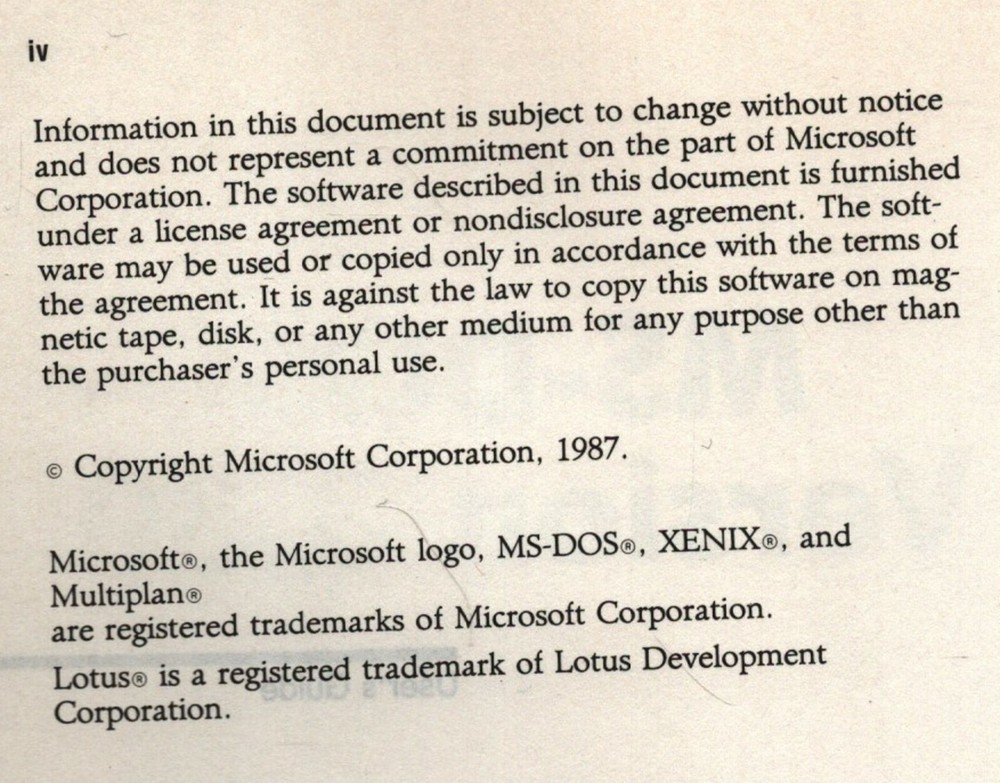 iv
Information in this document is subject to change without notice
and does not represent a commitment on the part of Microsoft
Corporation. The software described in this document is furnished
under a license agreement or nondisclosure agreement. The soft-
ware may be used or copied only in accordance with the terms of
the agreement. It is against the law to copy this software on mag-
netic tape, disk, or any other medium for any purpose other than
the purchaser's personal use.
© Copyright Microsoft Corporation, 1987.
Microsoft®, the Microsoft logo, MS-DOS®, XENIX®, and
Multiplan®
are registered trademarks of Microsoft Corporation.
Lotus® is a registered trademark of Lotus Development
Corporation.
User's Guide